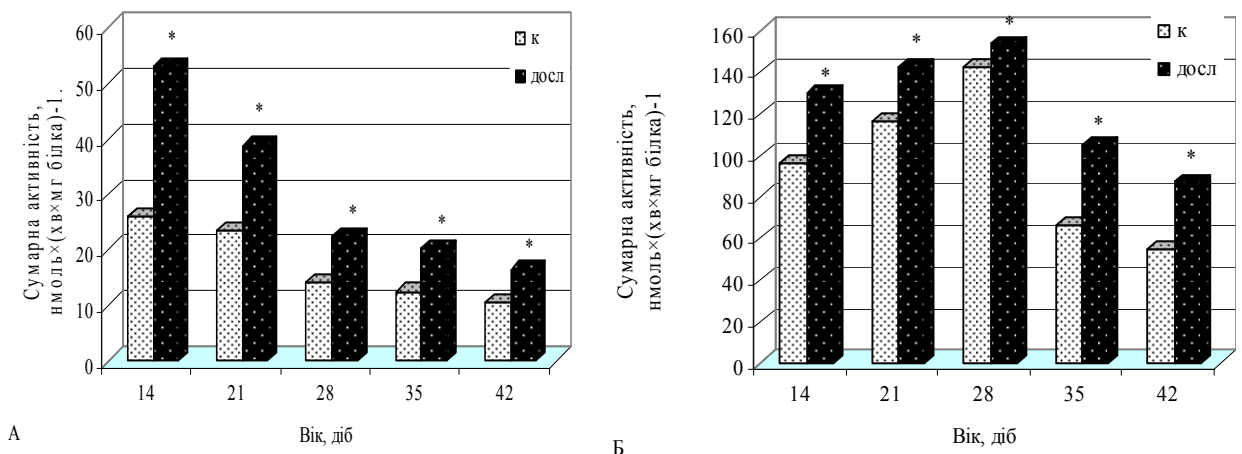 60
50
40
30
20
10
0
Сумарна активність,
нмоль×(хв×мг білка)-1.
*
*
*
*
*
к
досл
14 21 28 35 42
Вік, діб
А
160
140
120
100
80
60
40
20
0
Сумарна активність,
нмоль×(хв×мг білка)-1
*
*
*
*
*
к
досл
14 21 28 35 42
Вік, діб
Б